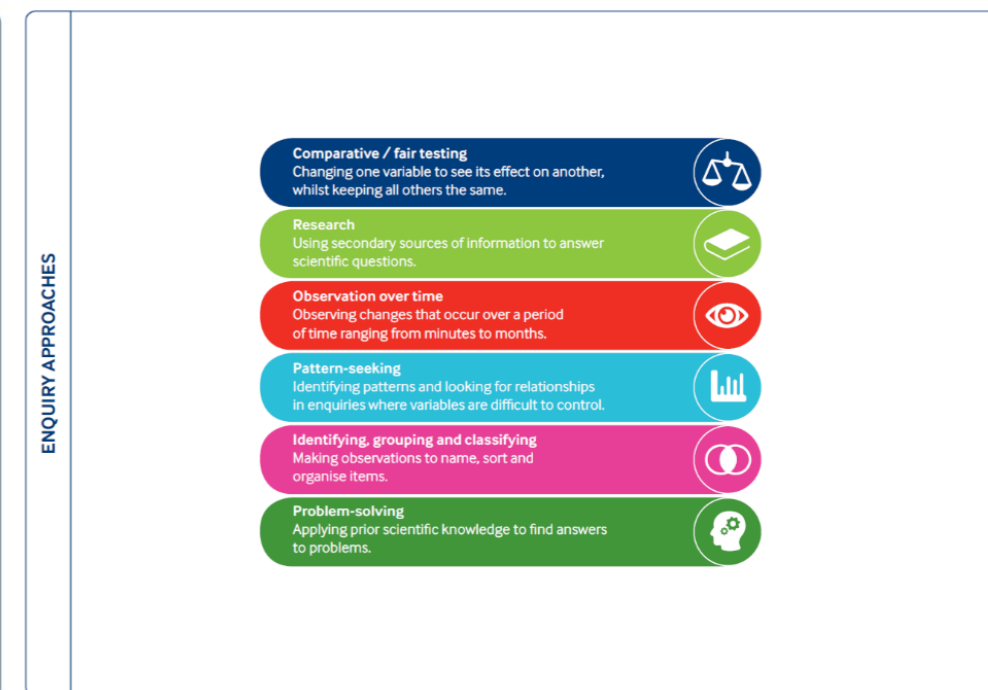 ENQUIRY APPROACHES
Comparative / fair testing
Changing one variable to see its effect on another,
whilst keeping all others the same.
Research
Using secondary sources of information to answer
scientific questions.
Observation over time
Observing changes that occur over a period
of time ranging from minutes to months.
Pattern-seeking
Identifying patterns and looking for relationships
in enquiries where variables are difficult to control.
Identifying, grouping and classifying
Making observations to name, sort and
organise items.
Problem-solving
Applying prior scientific knowledge to find answers
to problems.